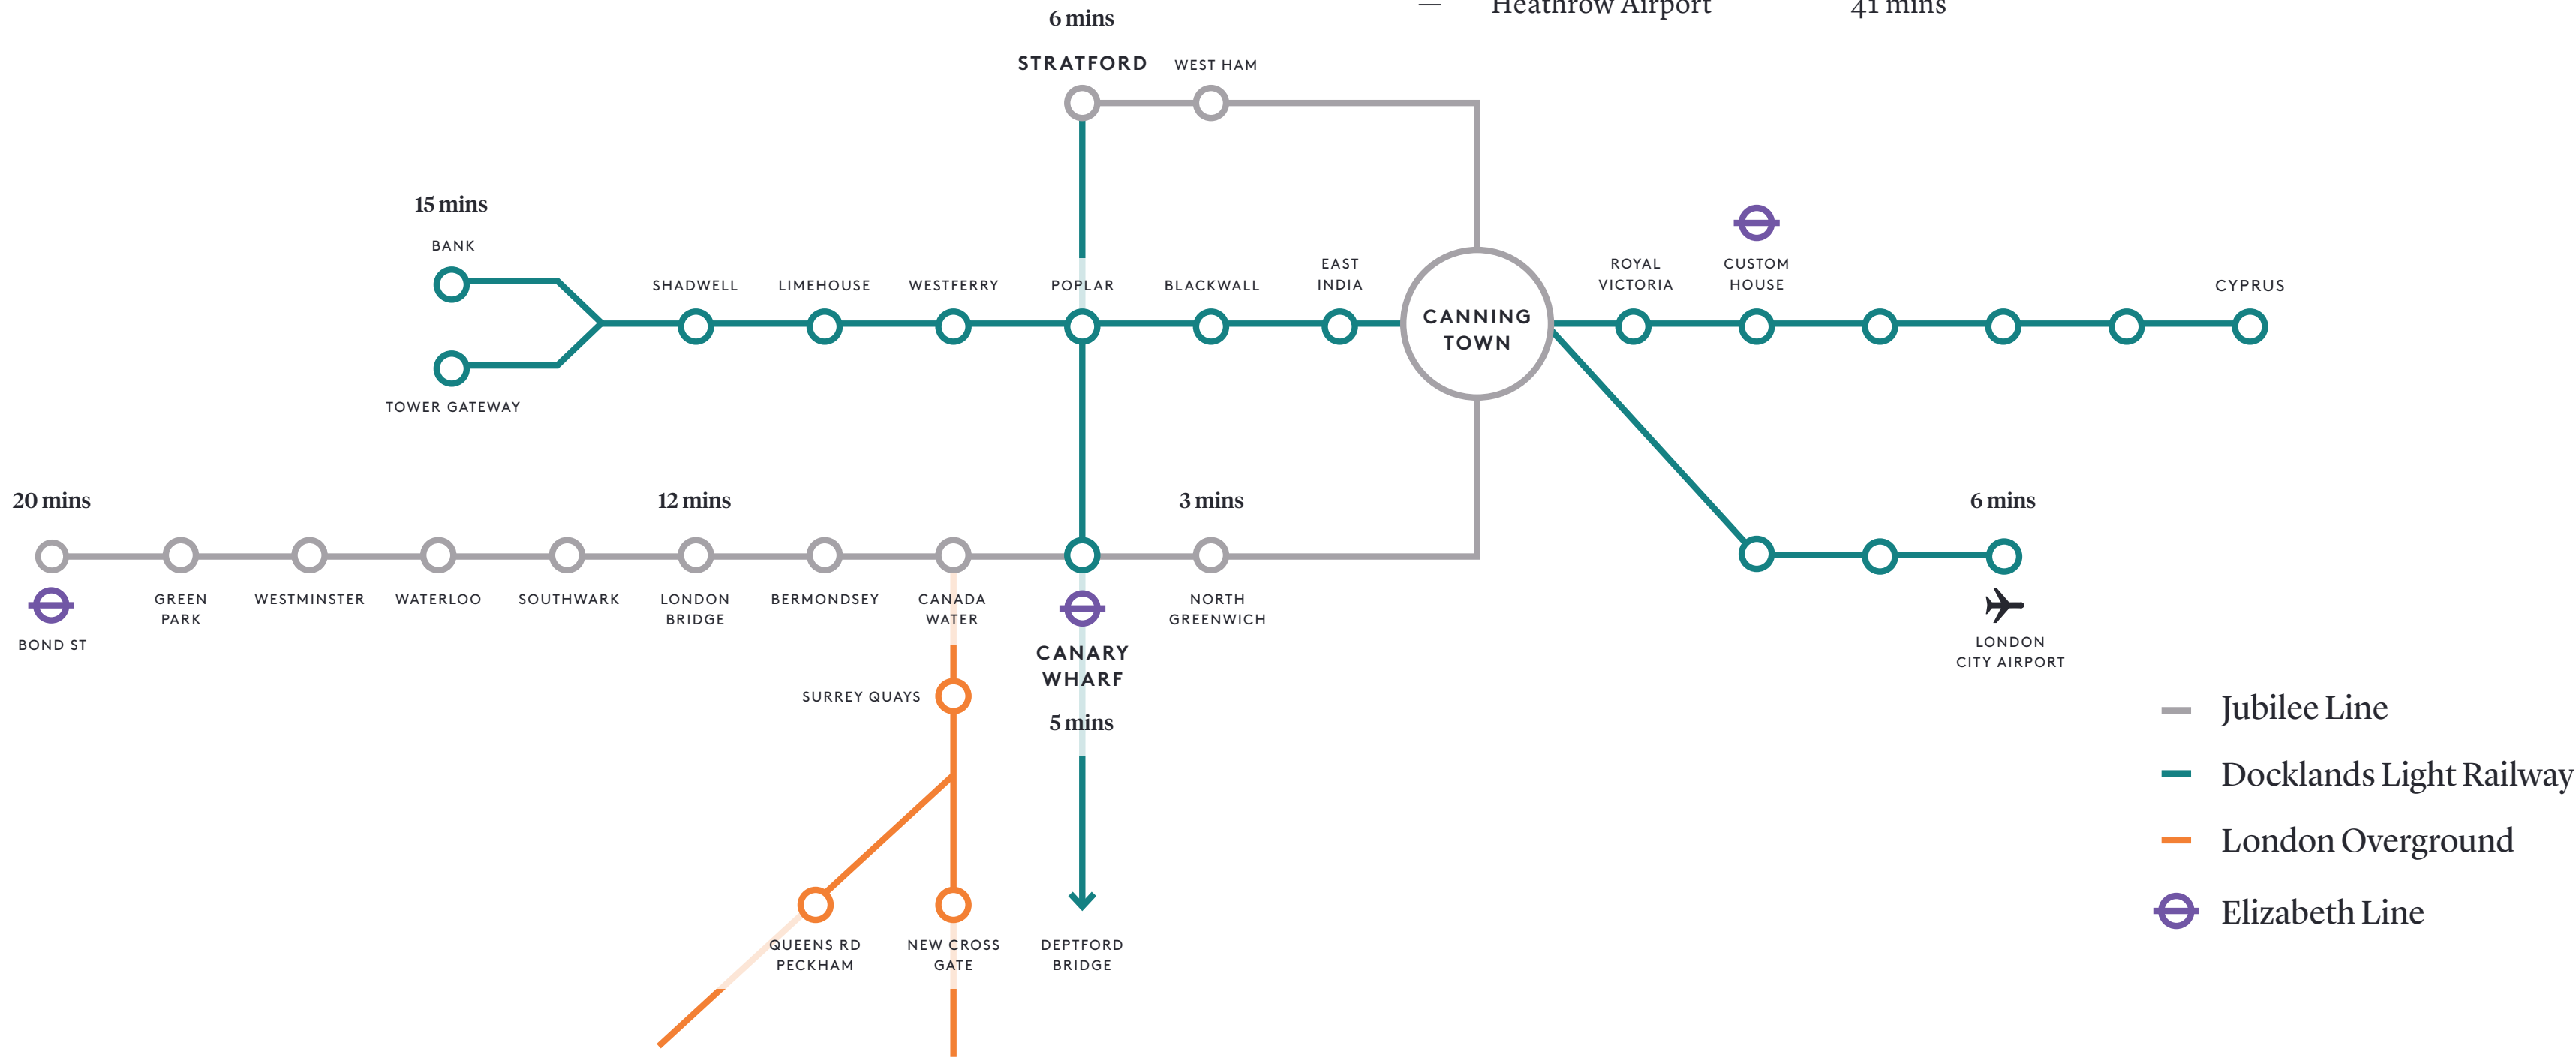 — Heathrow Airport 41 mins
6 mins
STRATFORD
WEST HAM
15 mins
BANK
SHADWELL
LIMEHOUSE
WESTFERRY
POPLAR
BLACKWALL
EAST
INDIA
CANNING
TOWN
ROYAL
VICTORIA
CUSTOM
HOUSE
CYPRUS
TOWER GATEWAY
20 mins
12 mins
3 mins
6 mins
BOND ST
GREEN
PARK
WESTMINSTER
WATERLOO
SOUTHWARK
LONDON
BRIDGE
BERMONDSEY
CANADA
WATER
CANARY
WHARF
5 mins
NORTH
GREENWICH
LONDON
CITY AIRPORT
SURREY QUAYS
QUEENS RD
PECKHAM
NEW CROSS
GATE
DEPTFORD
BRIDGE
Jubilee Line
Docklands Light Railway
London Overground
Elizabeth Line